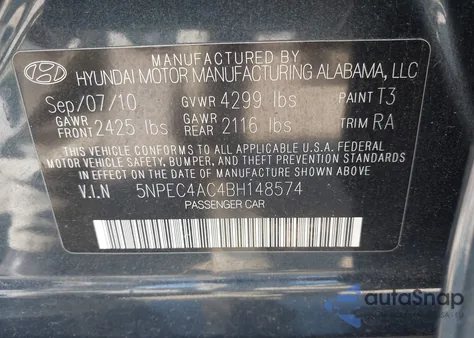 MANUFACTURED BY
HYUNDAI MOTOR MANUFACTURING ALABAMA, LLC
Sep/07/10 GVWR 4299 lbs PAINT T3
GAWR FRONT 2425 lbs GAWR REAR 2116 lbs TRIM RA
THIS VEHICLE CONFORMS TO ALL APPLICABLE U.S.A. FEDERAL
MOTOR VEHICLE SAFETY, BUMPER, AND THEFT PREVENTION STANDARDS
IN EFFECT ON THE DATE OF MANUFACTURE SHOWN ABOVE.
V.I.N 5NPEC4AC4BH148574
PASSENGER CAR
autoSnap